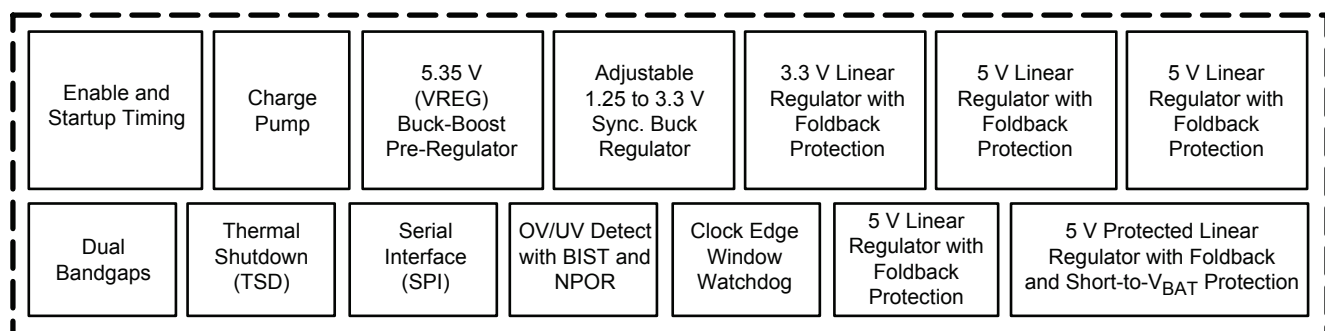 Enable and
Startup Timing
Charge
Pump
5.35 V
(VREG)
Buck-Boost
Pre-Regulator
Adjustable
1.25 to 3.3 V
Sync. Buck
Regulator
3.3 V Linear
Regulator with
Foldback
Protection
5 V Linear
Regulator with
Foldback
Protection
5 V Linear
Regulator with
Foldback
Protection
Dual
Bandgaps
Thermal
Shutdown
(TSD)
Serial
Interface
(SPI)
OV/UV Detect
with BIST and
NPOR
Clock Edge
Window
Watchdog
5 V Linear
Regulator with
Foldback
Protection
5 V Protected Linear
Regulator with Foldback
and Short-to-VBAT Protection